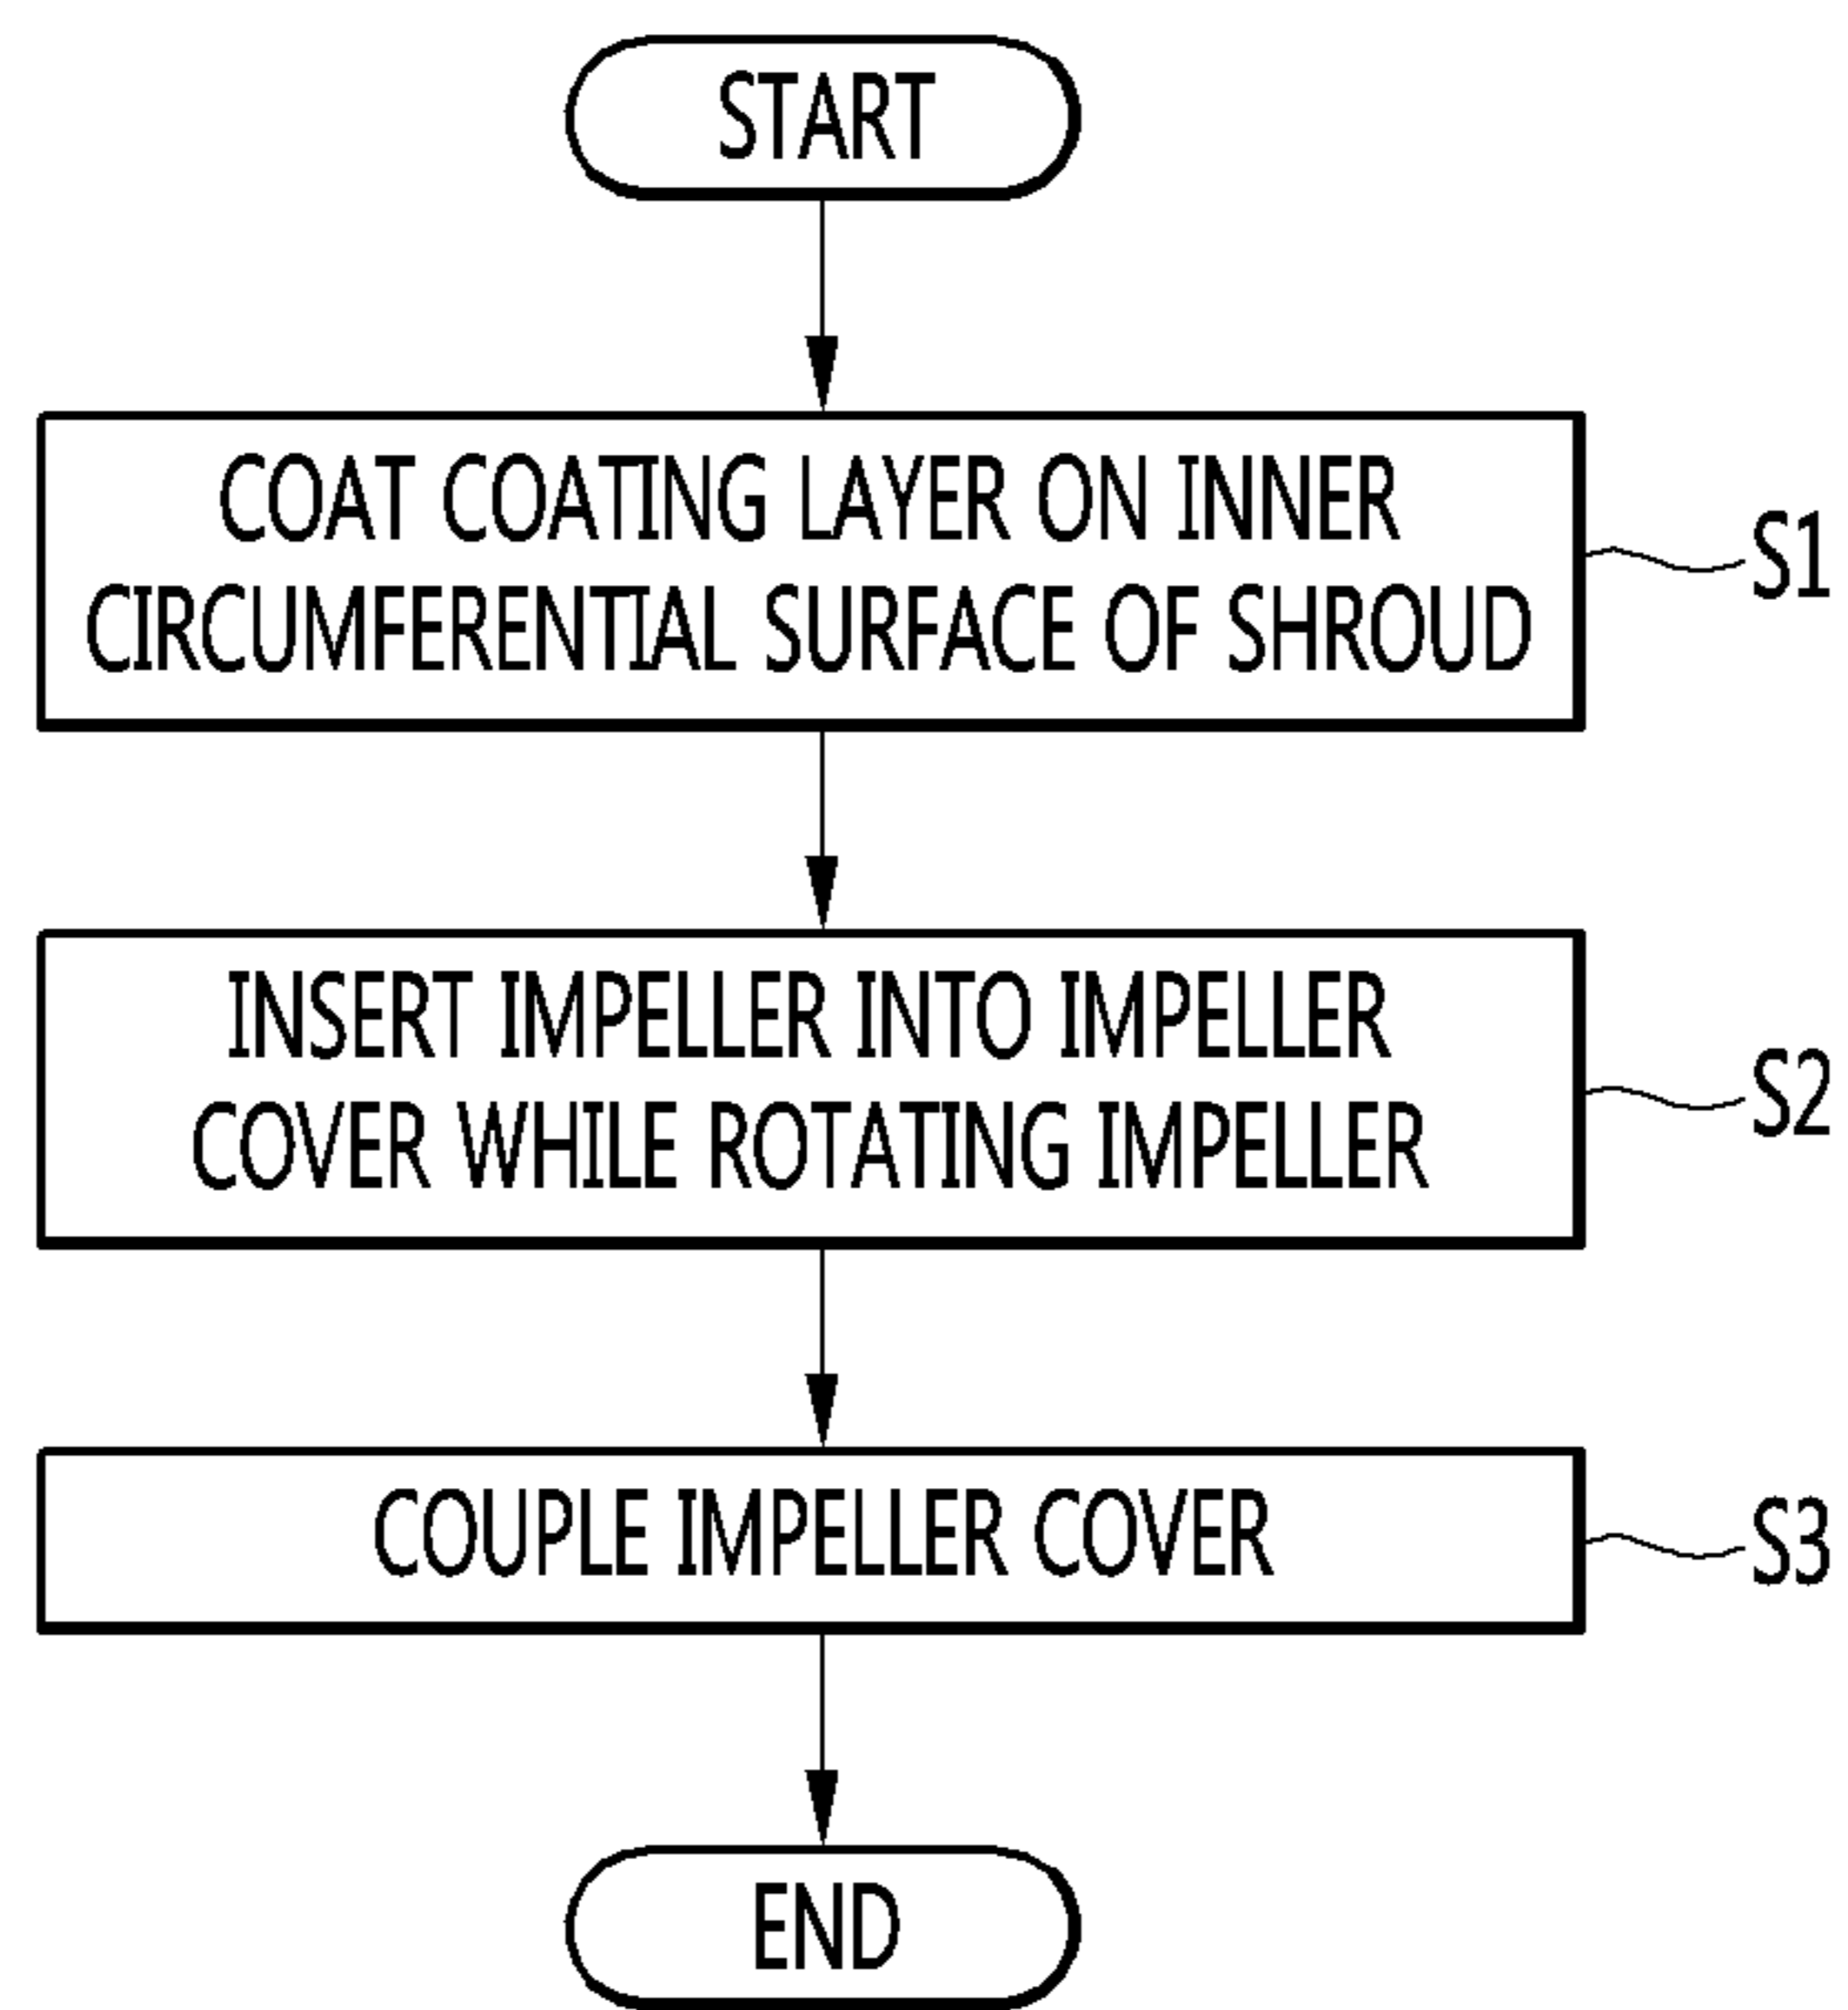 START
COAT COATING LAYER ON INNER
CIRCUMFERENTIAL SURFACE OF SHROUD
S1
INSERT IMPELLER INTO IMPELLER
COVER WHILE ROTATING IMPELLER
S2
COUPLE IMPELLER COVER
S3
END